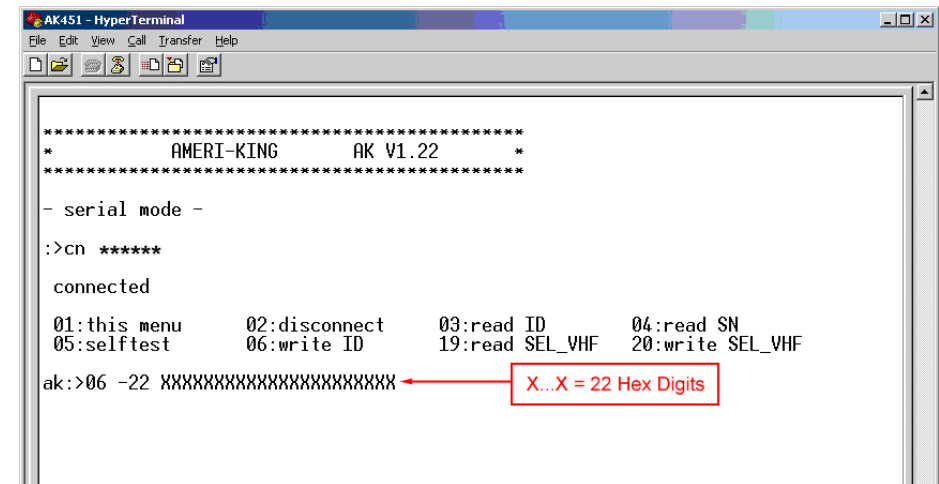 AK451 - HyperTerminal
File Edit View Call Transfer Help
*********************************************
*           AMERI-KING       AK V1.22       *
*********************************************
- serial mode -
:>cn ******
connected
01:this menu 02:disconnect 03:read ID 04:read SN
05:selftest 06:write ID 19:read SEL_VHF 20:write SEL_VHF
ak:>06 -22 XXXXXXXXXXXXXXXXXXXXXX X...X = 22 Hex Digits